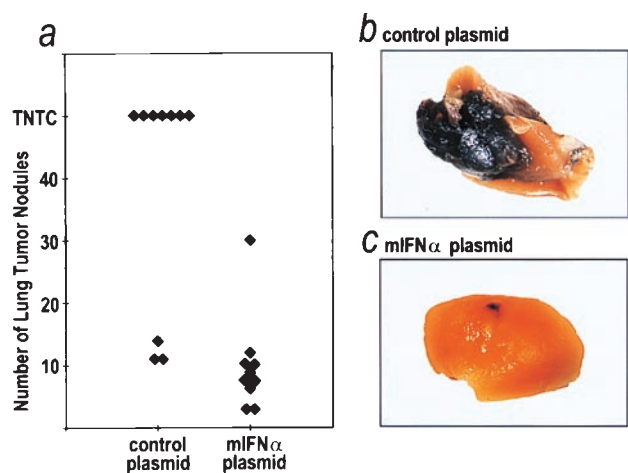 a
Number of Lung Tumor Nodules
TNTC
40
30
20
10
control
plasmid
mIFNα
plasmid
b control plasmid
c mIFNα plasmid